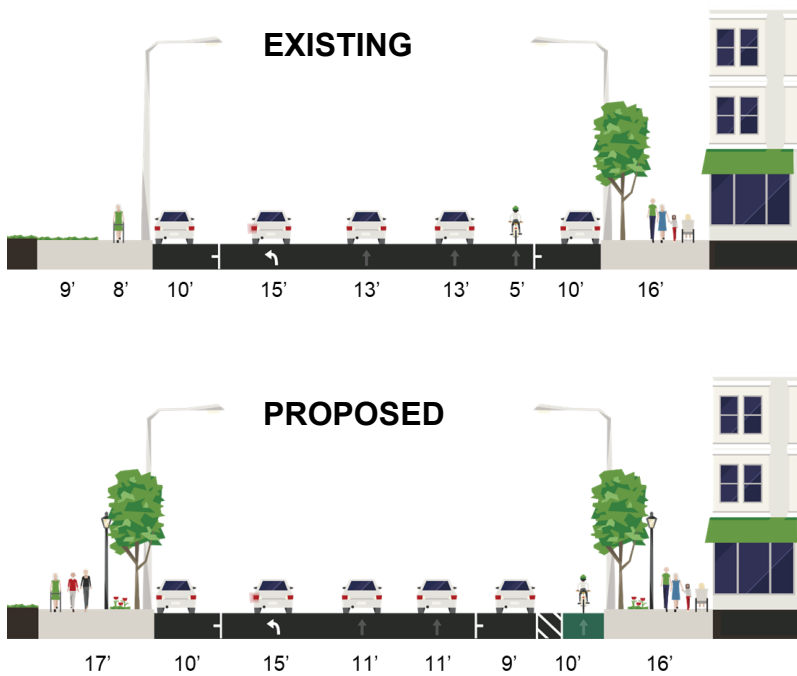 EXISTING
9’ 8’ 10’ 15’ 13’ 13’ 5’ 10’ 16’
PROPOSED
17’ 10’ 15’ 11’ 11’ 9’ 10’ 16’